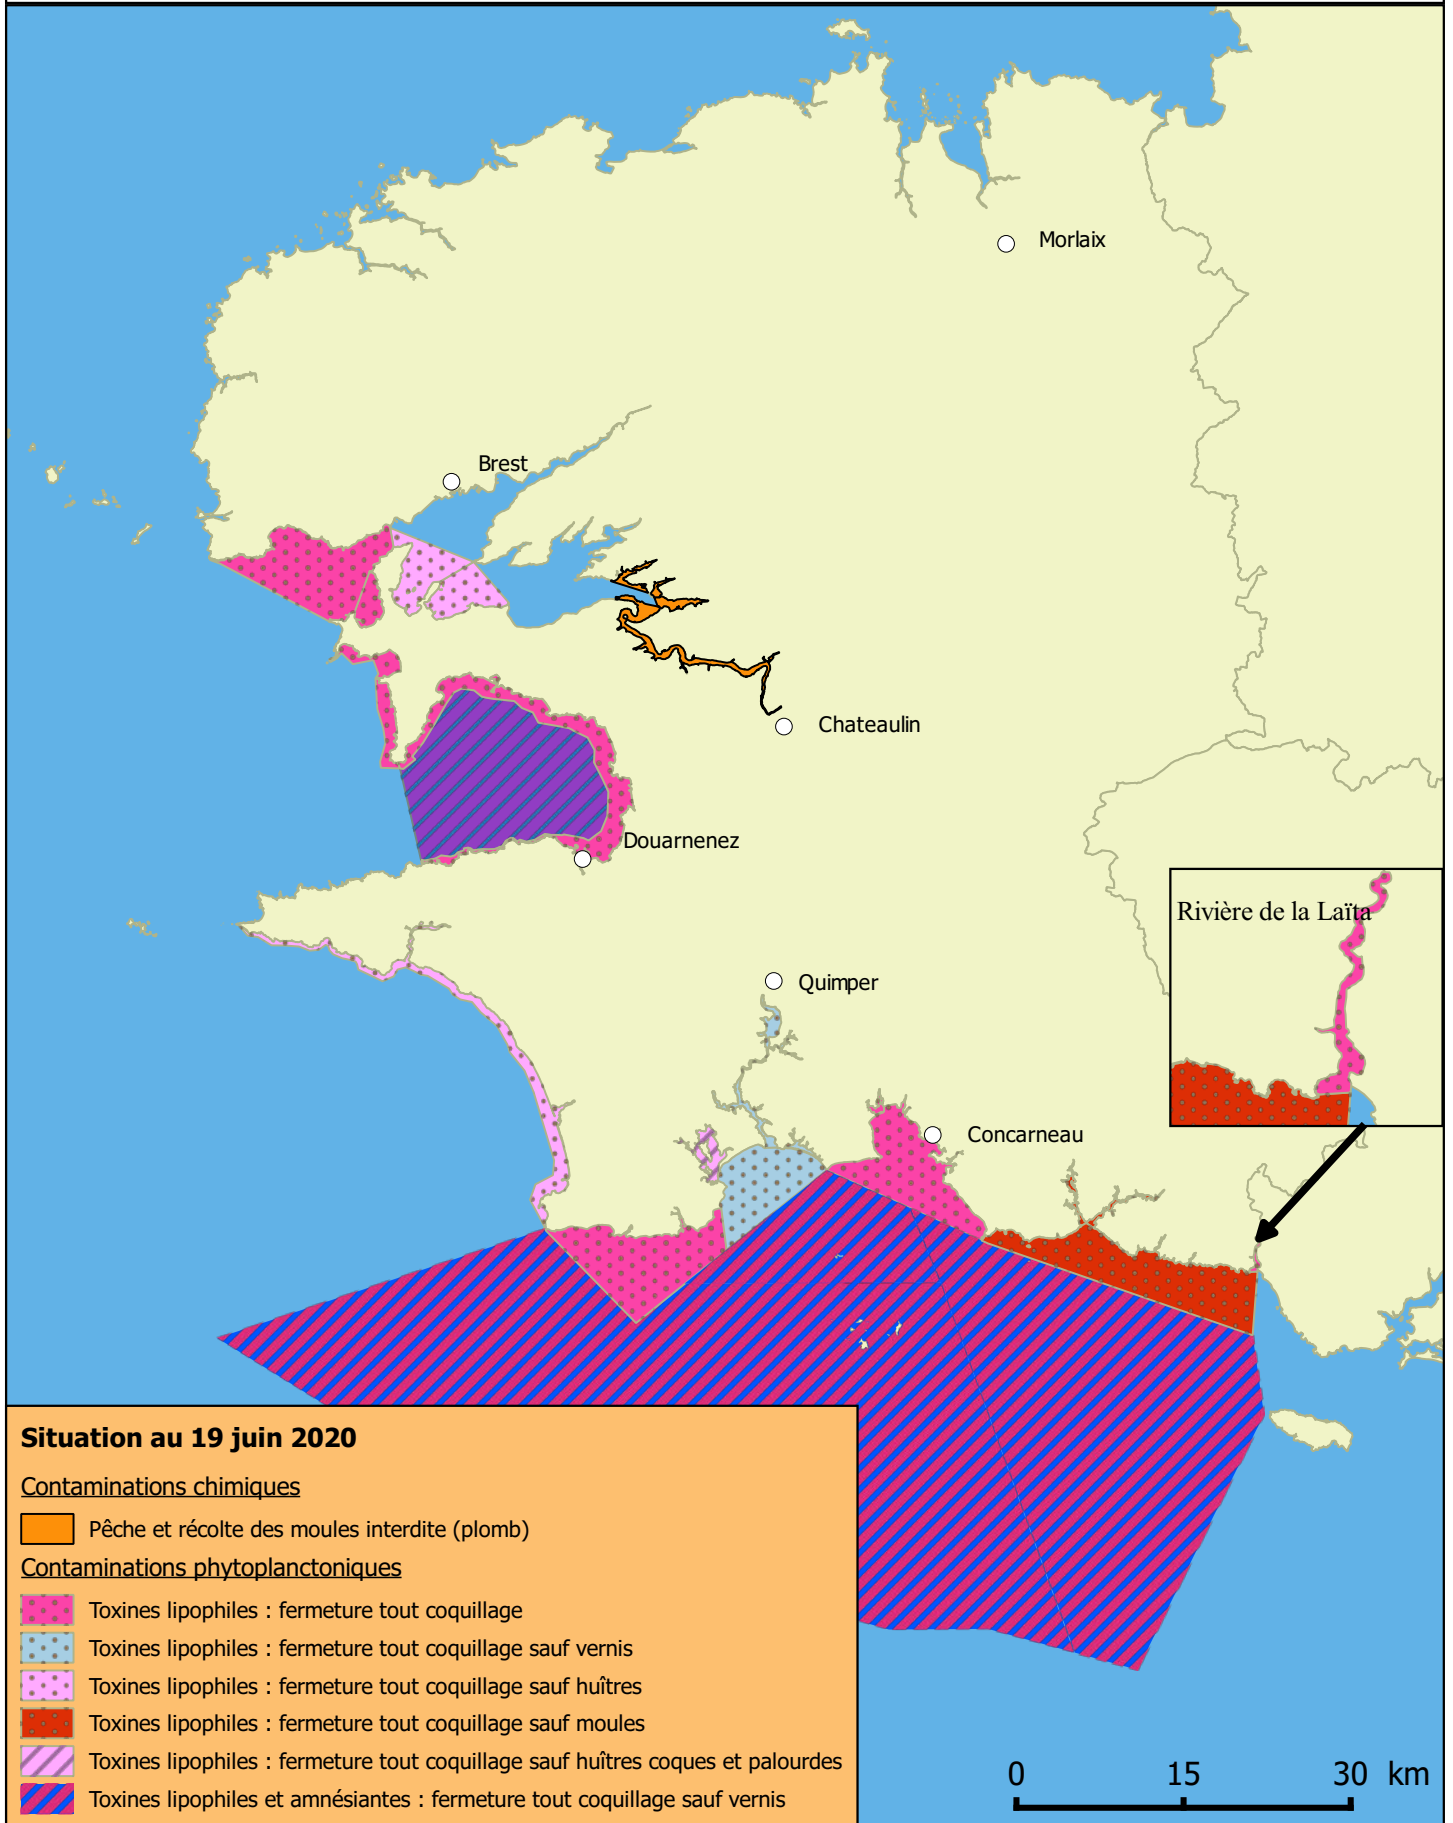 Morlaix
Brest
Chateaulin
Douarnenez
Rivière de la Laïta
Quimper
Concarneau
Situation au 19 juin 2020
Contaminations chimiques
Pêche et récolte des moules interdite (plomb)
Contaminations phytoplanctoniques
Toxines lipophiles : fermeture tout coquillage
Toxines lipophiles : fermeture tout coquillage sauf vernis
Toxines lipophiles : fermeture tout coquillage sauf huîtres
Toxines lipophiles : fermeture tout coquillage sauf moules
Toxines lipophiles : fermeture tout coquillage sauf huîtres coques et palourdes
Toxines lipophiles et amnésiantes : fermeture tout coquillage sauf vernis
0 15 30 km